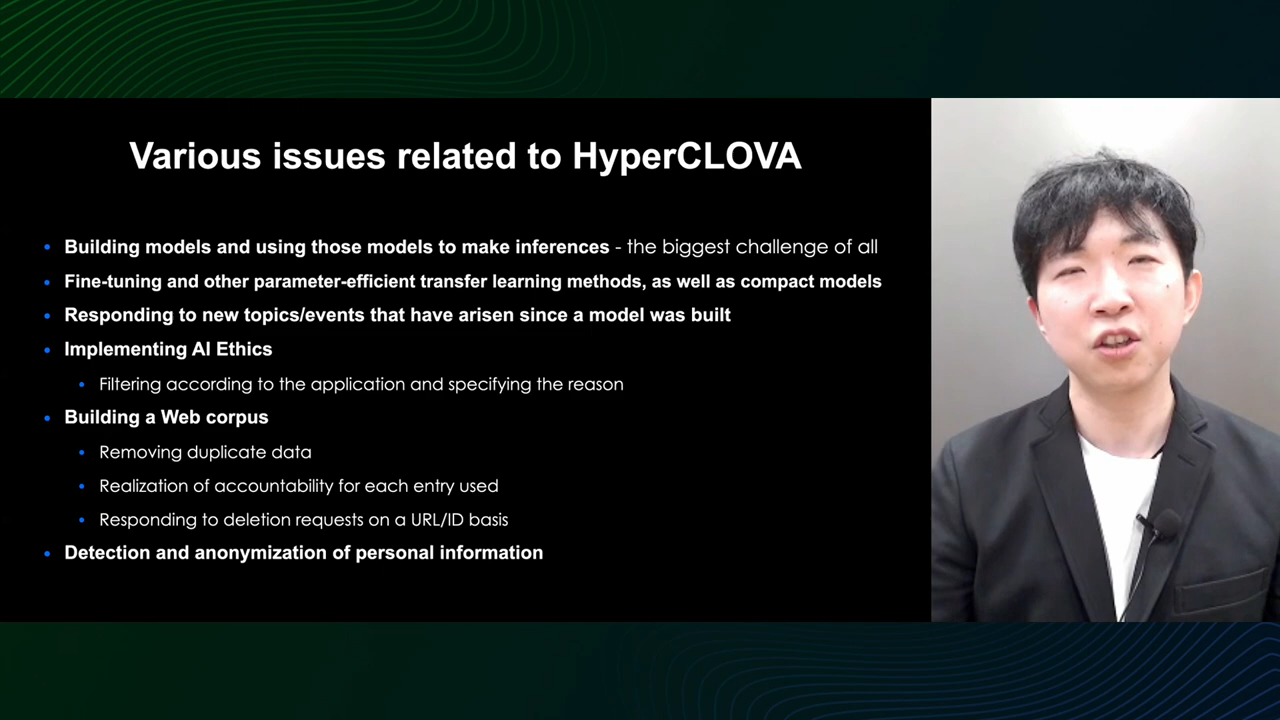 Various issues related to HyperCLOVA
Building models and using those models to make inferences - the biggest challenge of all
Fine-tuning and other parameter-efficient transfer learning methods, as well as compact models
Responding to new topics/events that have arisen since a model was built
Implementing AI Ethics
Filtering according to the application and specifying the reason
Building a Web corpus
Removing duplicate data
Realization of accountability for each entry used
Responding to deletion requests on a URL/ID basis
Detection and anonymization of personal information